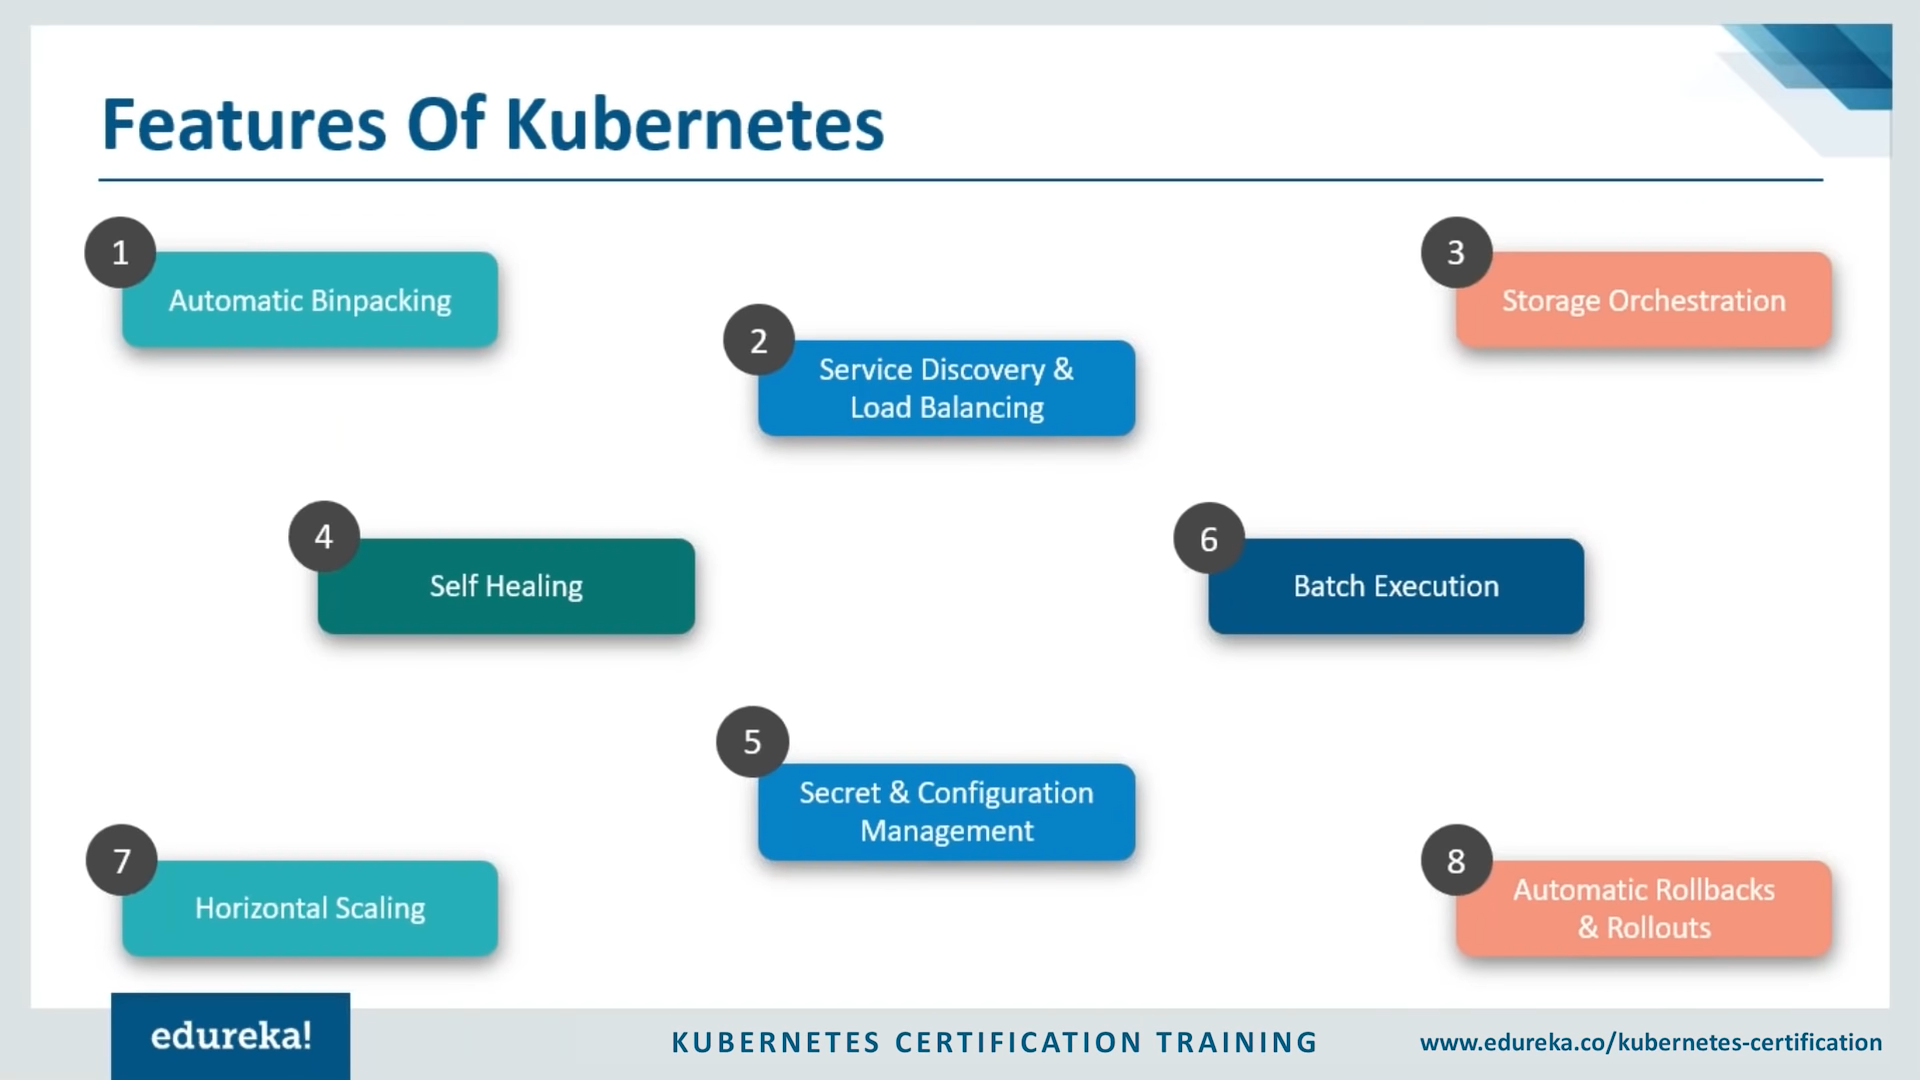 Features Of Kubernetes
1
Automatic Binpacking
2
Service Discovery &
Load Balancing
3
Storage Orchestration
4
Self Healing
5
Secret & Configuration
Management
6
Batch Execution
7
Horizontal Scaling
8
Automatic Rollbacks
& Rollouts
edureka!
KUBERNETES CERTIFICATION TRAINING
www.edureka.co/kubernetes-certification